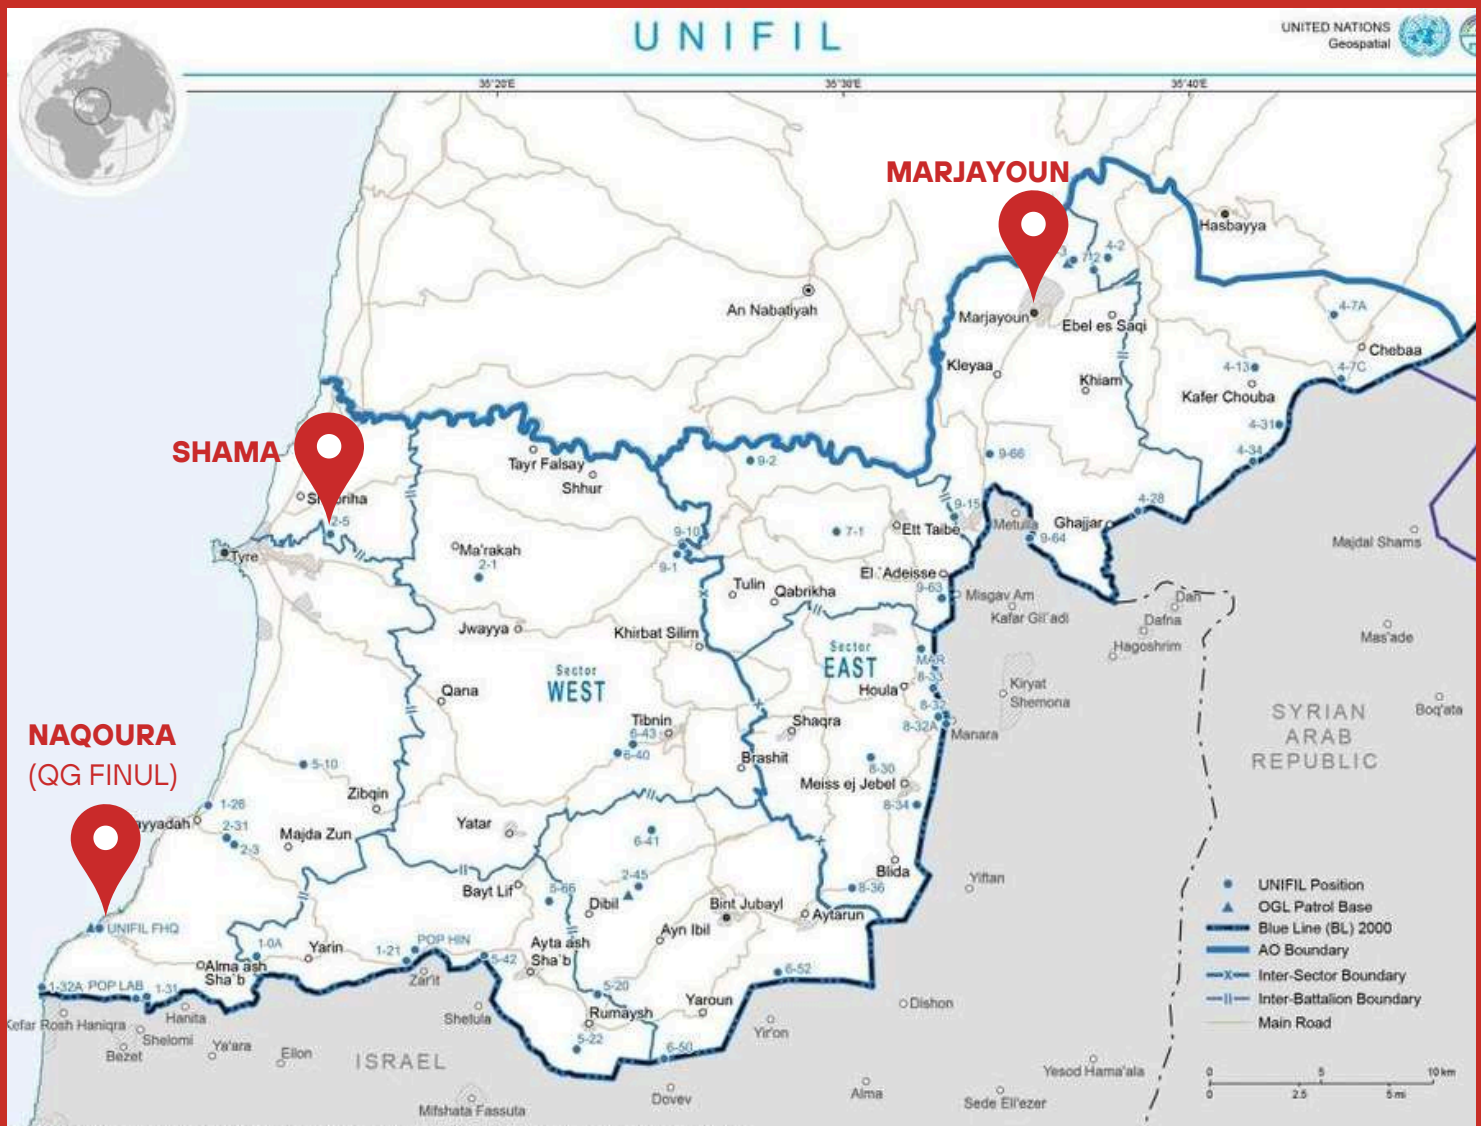 UNIFIL
UNITED NATIONS
Geospatial
35°20'E
35°30'E
35°40'E
MARJAYOUN
Hasbayya
4-2
7-12
An Nabatiyah
Marjayoun
Ebel es Saqi
4-7A
Chebaa
Kleyaa
Khiam
4-13
4-7C
Kafer Chouba
4-31
4-34
SHAMA
Tayr Falsay
Shhur
9-2
9-66
2-5
Tyre
Ma'rakah
2-1
9-10
9-1
7-1
Ett Taibe
9-15
Metulla
Ghajjar
4-28
9-64
Majdal Shams
El 'Adeisse
9-63
Tulin
Qabrikha
Misgav Am
Kafar Gil'adi
Dan
Dafna
Hagoshrim
Mas'ade
Jwayya
Khirbat Silim
Sector
WEST
Sector
EAST
MAR
8-33
Houla
8-32
8-32A
Manara
Kiryat
Shemona
Qana
Tibnin
6-43
6-40
Shaqra
Brashit
8-30
Meiss ej Jebel
8-34
SYRIAN
ARAB
REPUBLIC
Boq'ata
NAQOURA
(QG FINUL)
5-10
Zibqin
1-26
ayyadah
2-31
2-3
Majda Zun
Yatar
6-41
Blida
Yiftan
Bayt Lif
5-66
2-45
Dibil
Bint Jubayl
8-36
Aytarun
Ayn Ibil
UNIFIL FHQ
1-0A
Yarin
1-21
POP HIN
5-42
Ayta ash
Sha'b
Alma ash
Sha'b
Zar'it
1-32A
POP LAB
1-31
5-20
Rumaysh
Yaroun
6-52
Dishon
Kefar Rosh Haniqra
Hanita
Shelomi
Bezet
Ya'ara
Eilon
Shelula
5-22
6-50
Yir'on
ISRAEL
Mifshata Fassuta
Dovev
Alma
Sede Eli'ezer
Yesod Hama'ala
UNIFIL Position
OGL Patrol Base
Blue Line (BL) 2000
AO Boundary
Inter-Sector Boundary
Inter-Battalion Boundary
Main Road
0
5
10 km
0
2.5
5 mi